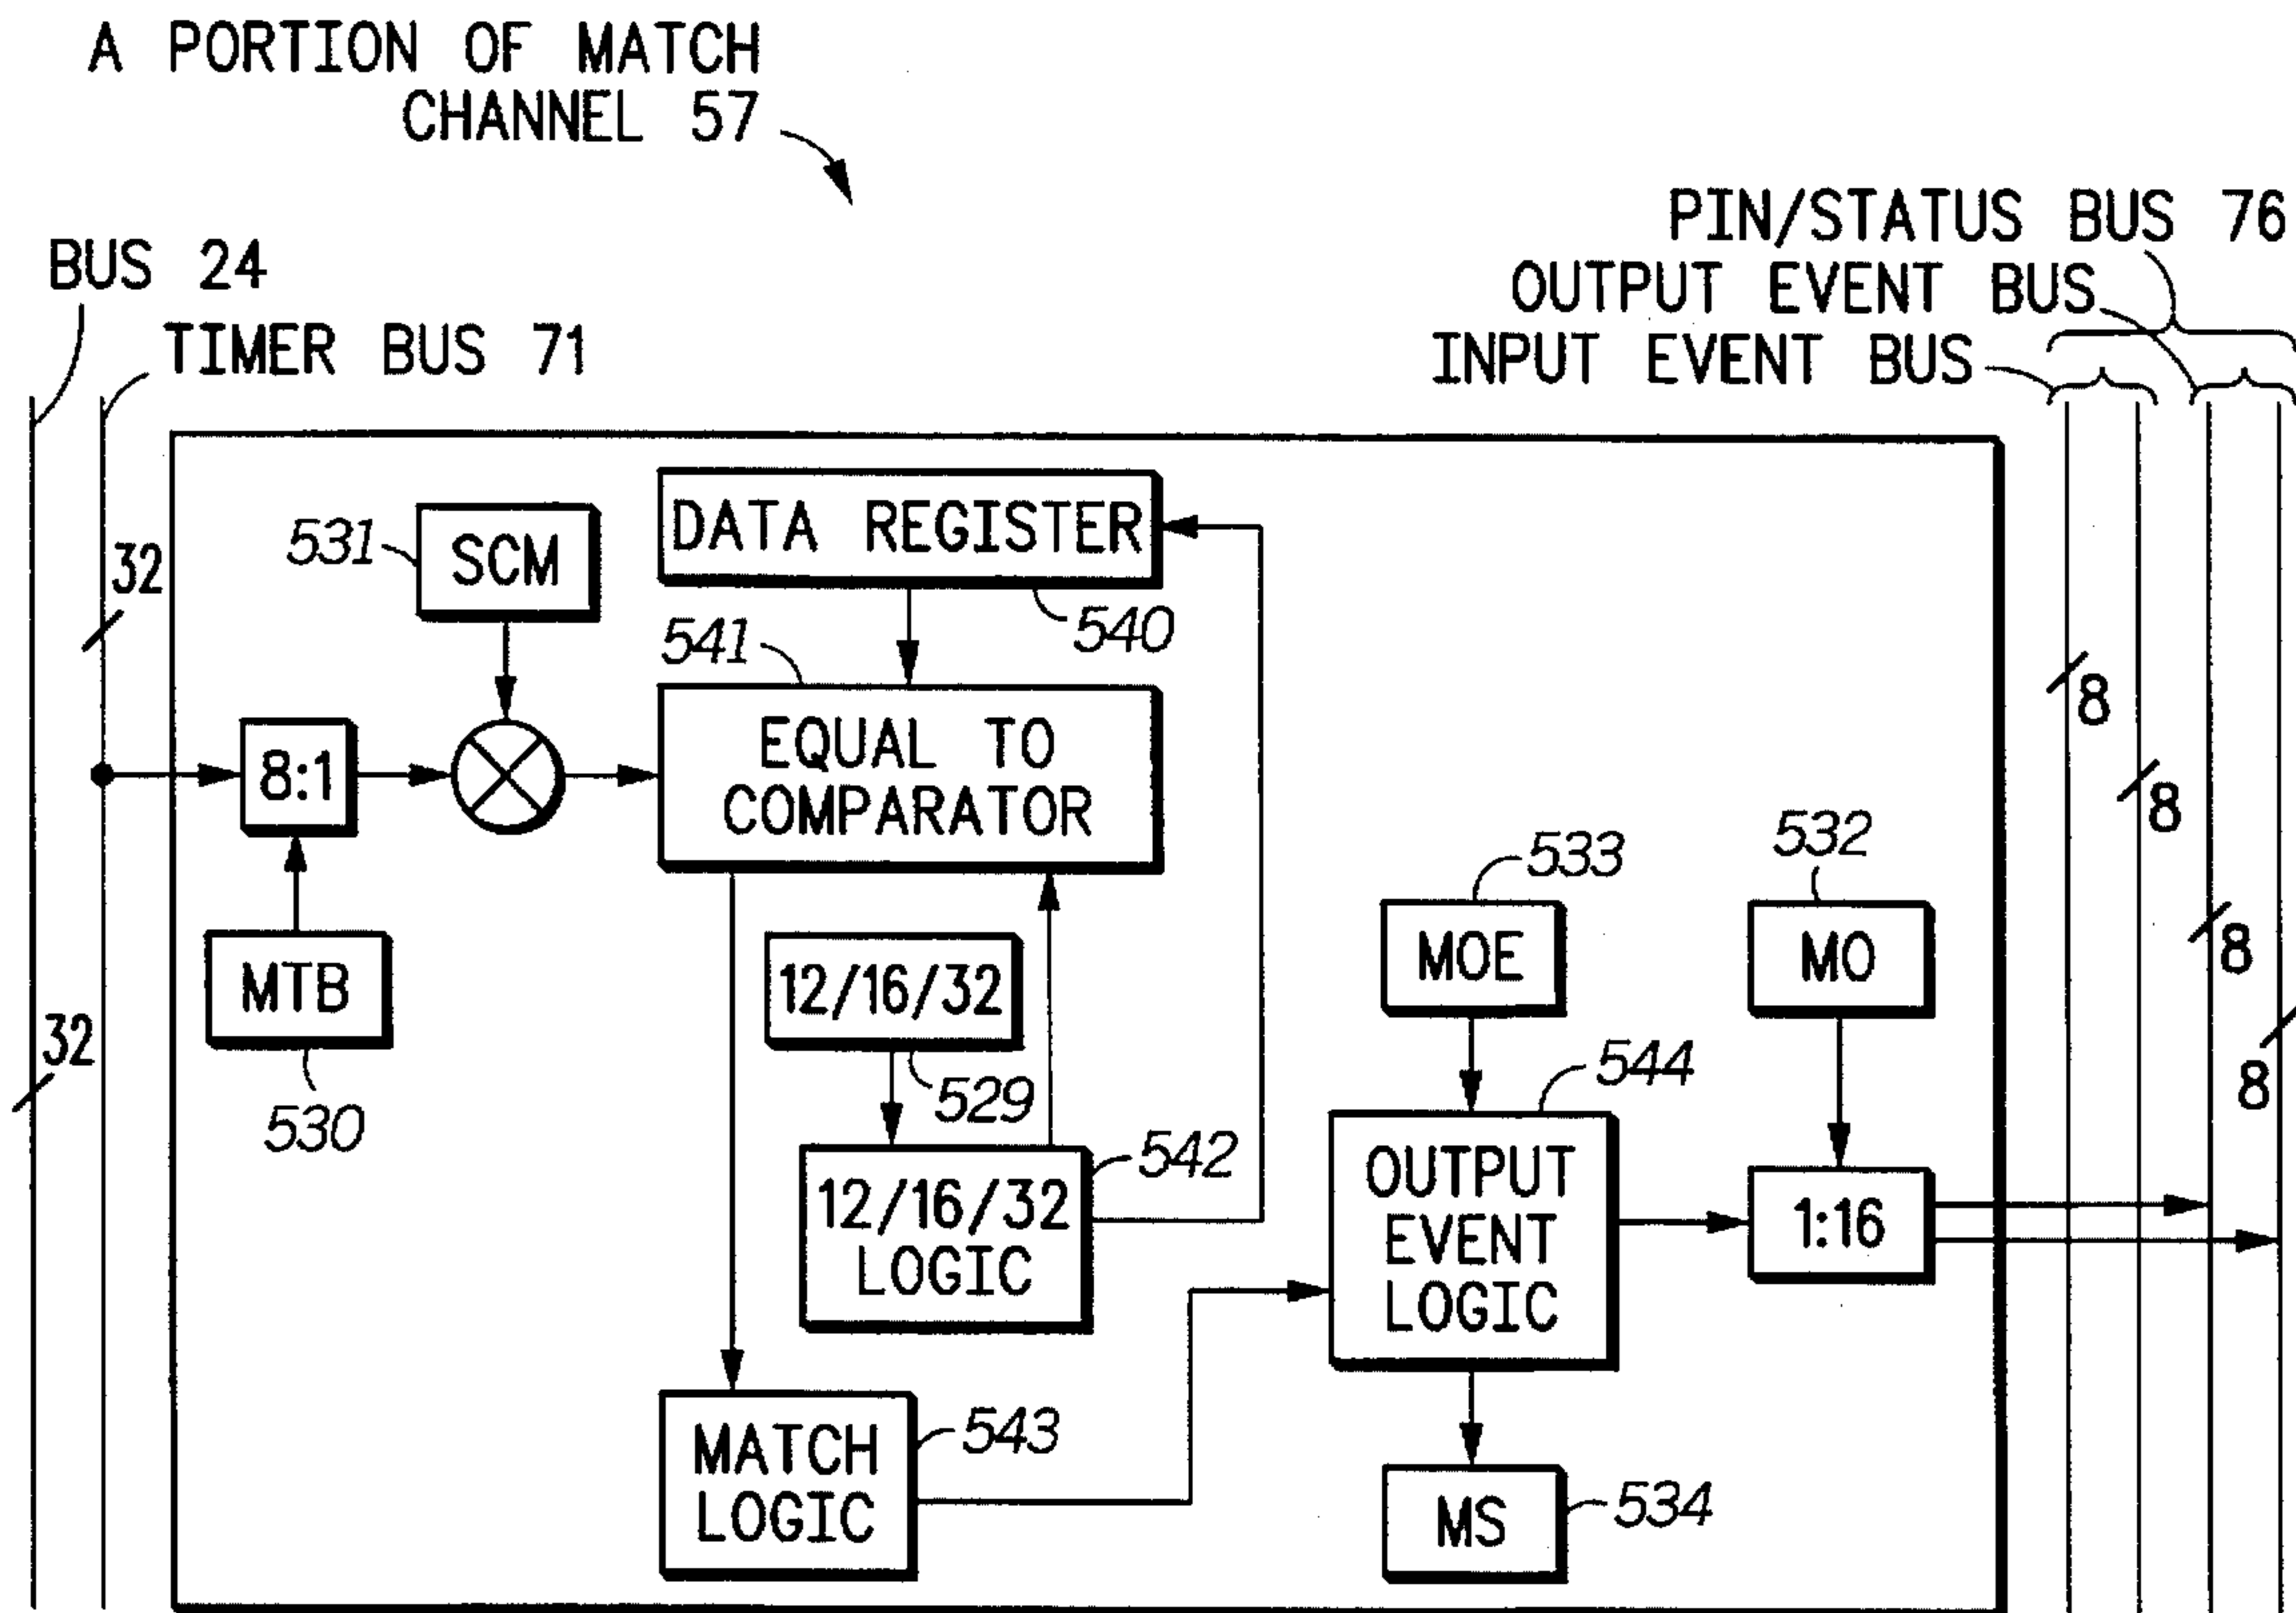 A PORTION OF MATCH
CHANNEL 57
PIN/STATUS BUS 76
BUS 24
OUTPUT EVENT BUS
TIMER BUS 71
INPUT EVENT BUS
531
SCM
DATA REGISTER
32
541
540
8
8:1
EQUAL TO
COMPARATOR
8
533
532
8
MTB
12/16/32
MOE
MO
32
8
530
529
544
542
12/16/32
LOGIC
OUTPUT
EVENT
LOGIC
1:16
MATCH
LOGIC
543
MS
534